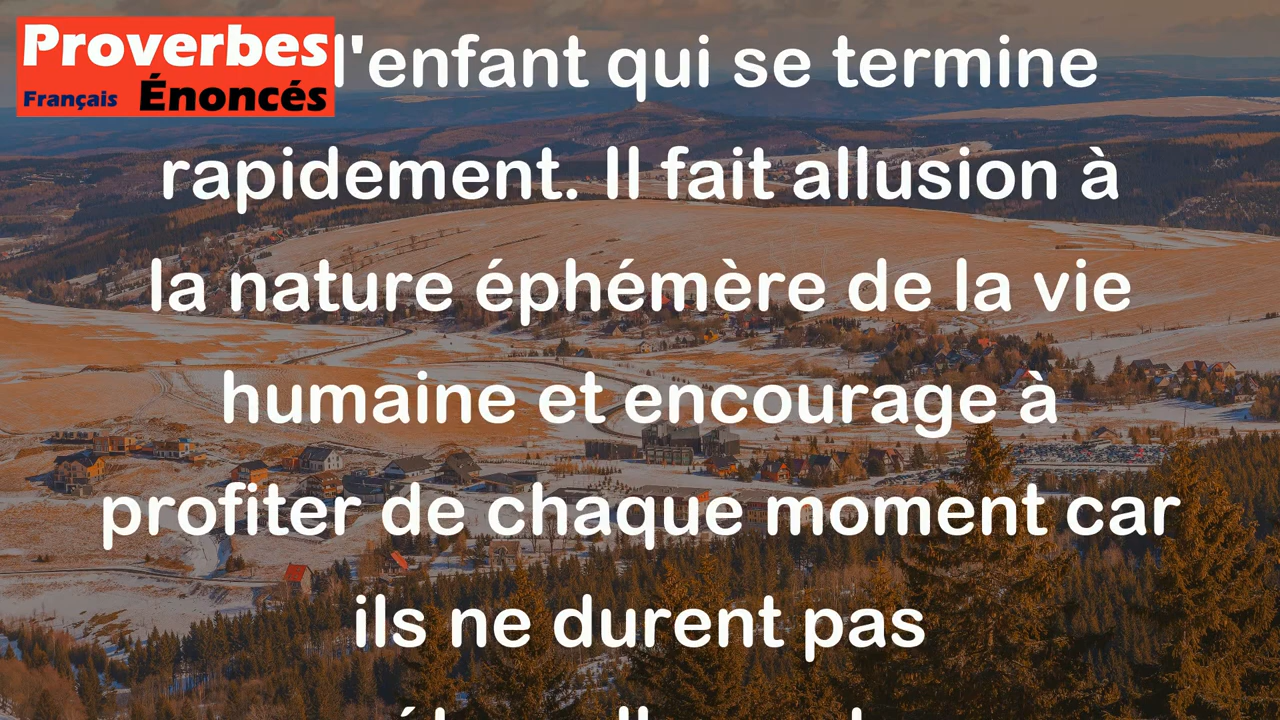 Proverbes
Français Énoncés
l'enfant qui se termine
rapidement. Il fait allusion à
la nature éphémère de la vie
humaine et encourage à
profiter de chaque moment car
ils ne durent pas